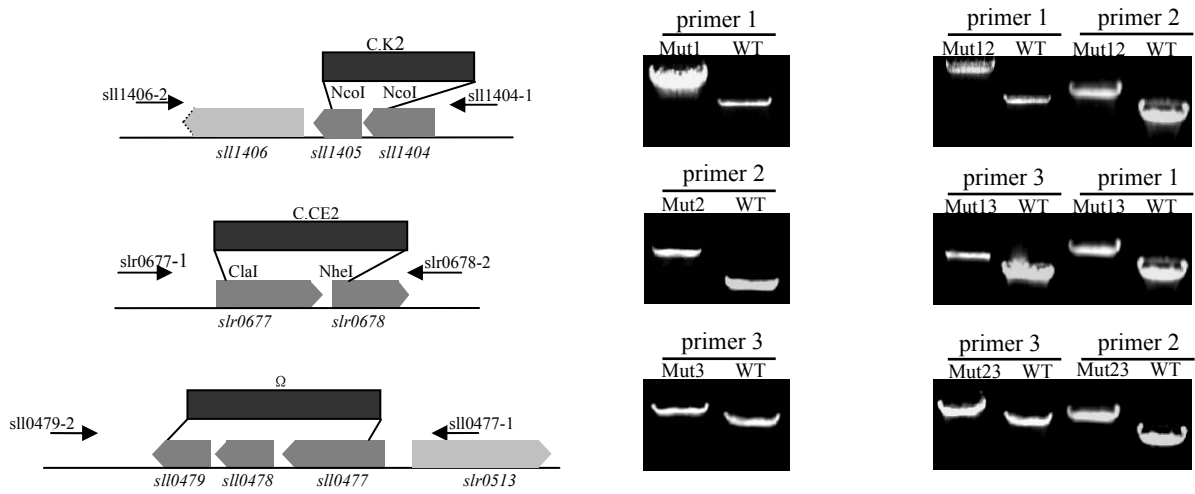 C.K2
NcoI NcoI
sll1406-2 sll1404-1
sll1406 sll1405 sll1404
C.CE2
slr0677-1 ClaI NheI slr0678-2
slr0677 slr0678
Ω
sll0479-2 sll0477-1
sll0479 sll0478 sll0477 slr0513
primer 1
Mut1 WT
primer 2
Mut2 WT
primer 3
Mut3 WT
primer 1 primer 2
Mut12 WT Mut12 WT
primer 3 primer 1
Mut13 WT Mut13 WT
primer 3 primer 2
Mut23 WT Mut23 WT